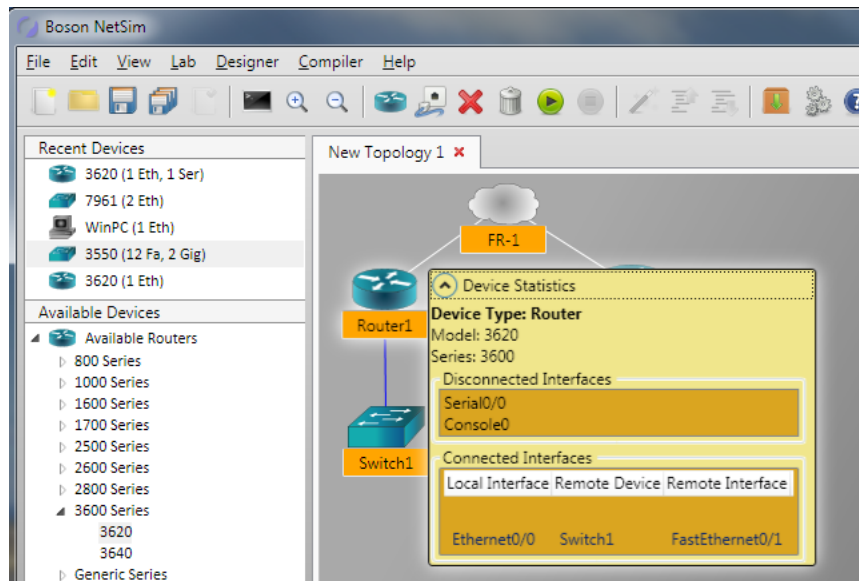 Boson NetSim
File Edit View Lab Designer Compiler Help
Recent Devices
3620 (1 Eth, 1 Ser)
7961 (2 Eth)
WinPC (1 Eth)
3550 (12 Fa, 2 Gig)
3620 (1 Eth)
Available Devices
Available Routers
800 Series
1000 Series
1600 Series
1700 Series
2500 Series
2600 Series
2800 Series
3600 Series
3620
3640
Generic Series
New Topology 1
FR-1
Router1
Switch1
Device Statistics
Device Type: Router
Model: 3620
Series: 3600
Disconnected Interfaces
Serial0/0
Console0
Connected Interfaces
Local Interface Remote Device Remote Interface
Ethernet0/0 Switch1 FastEthernet0/1